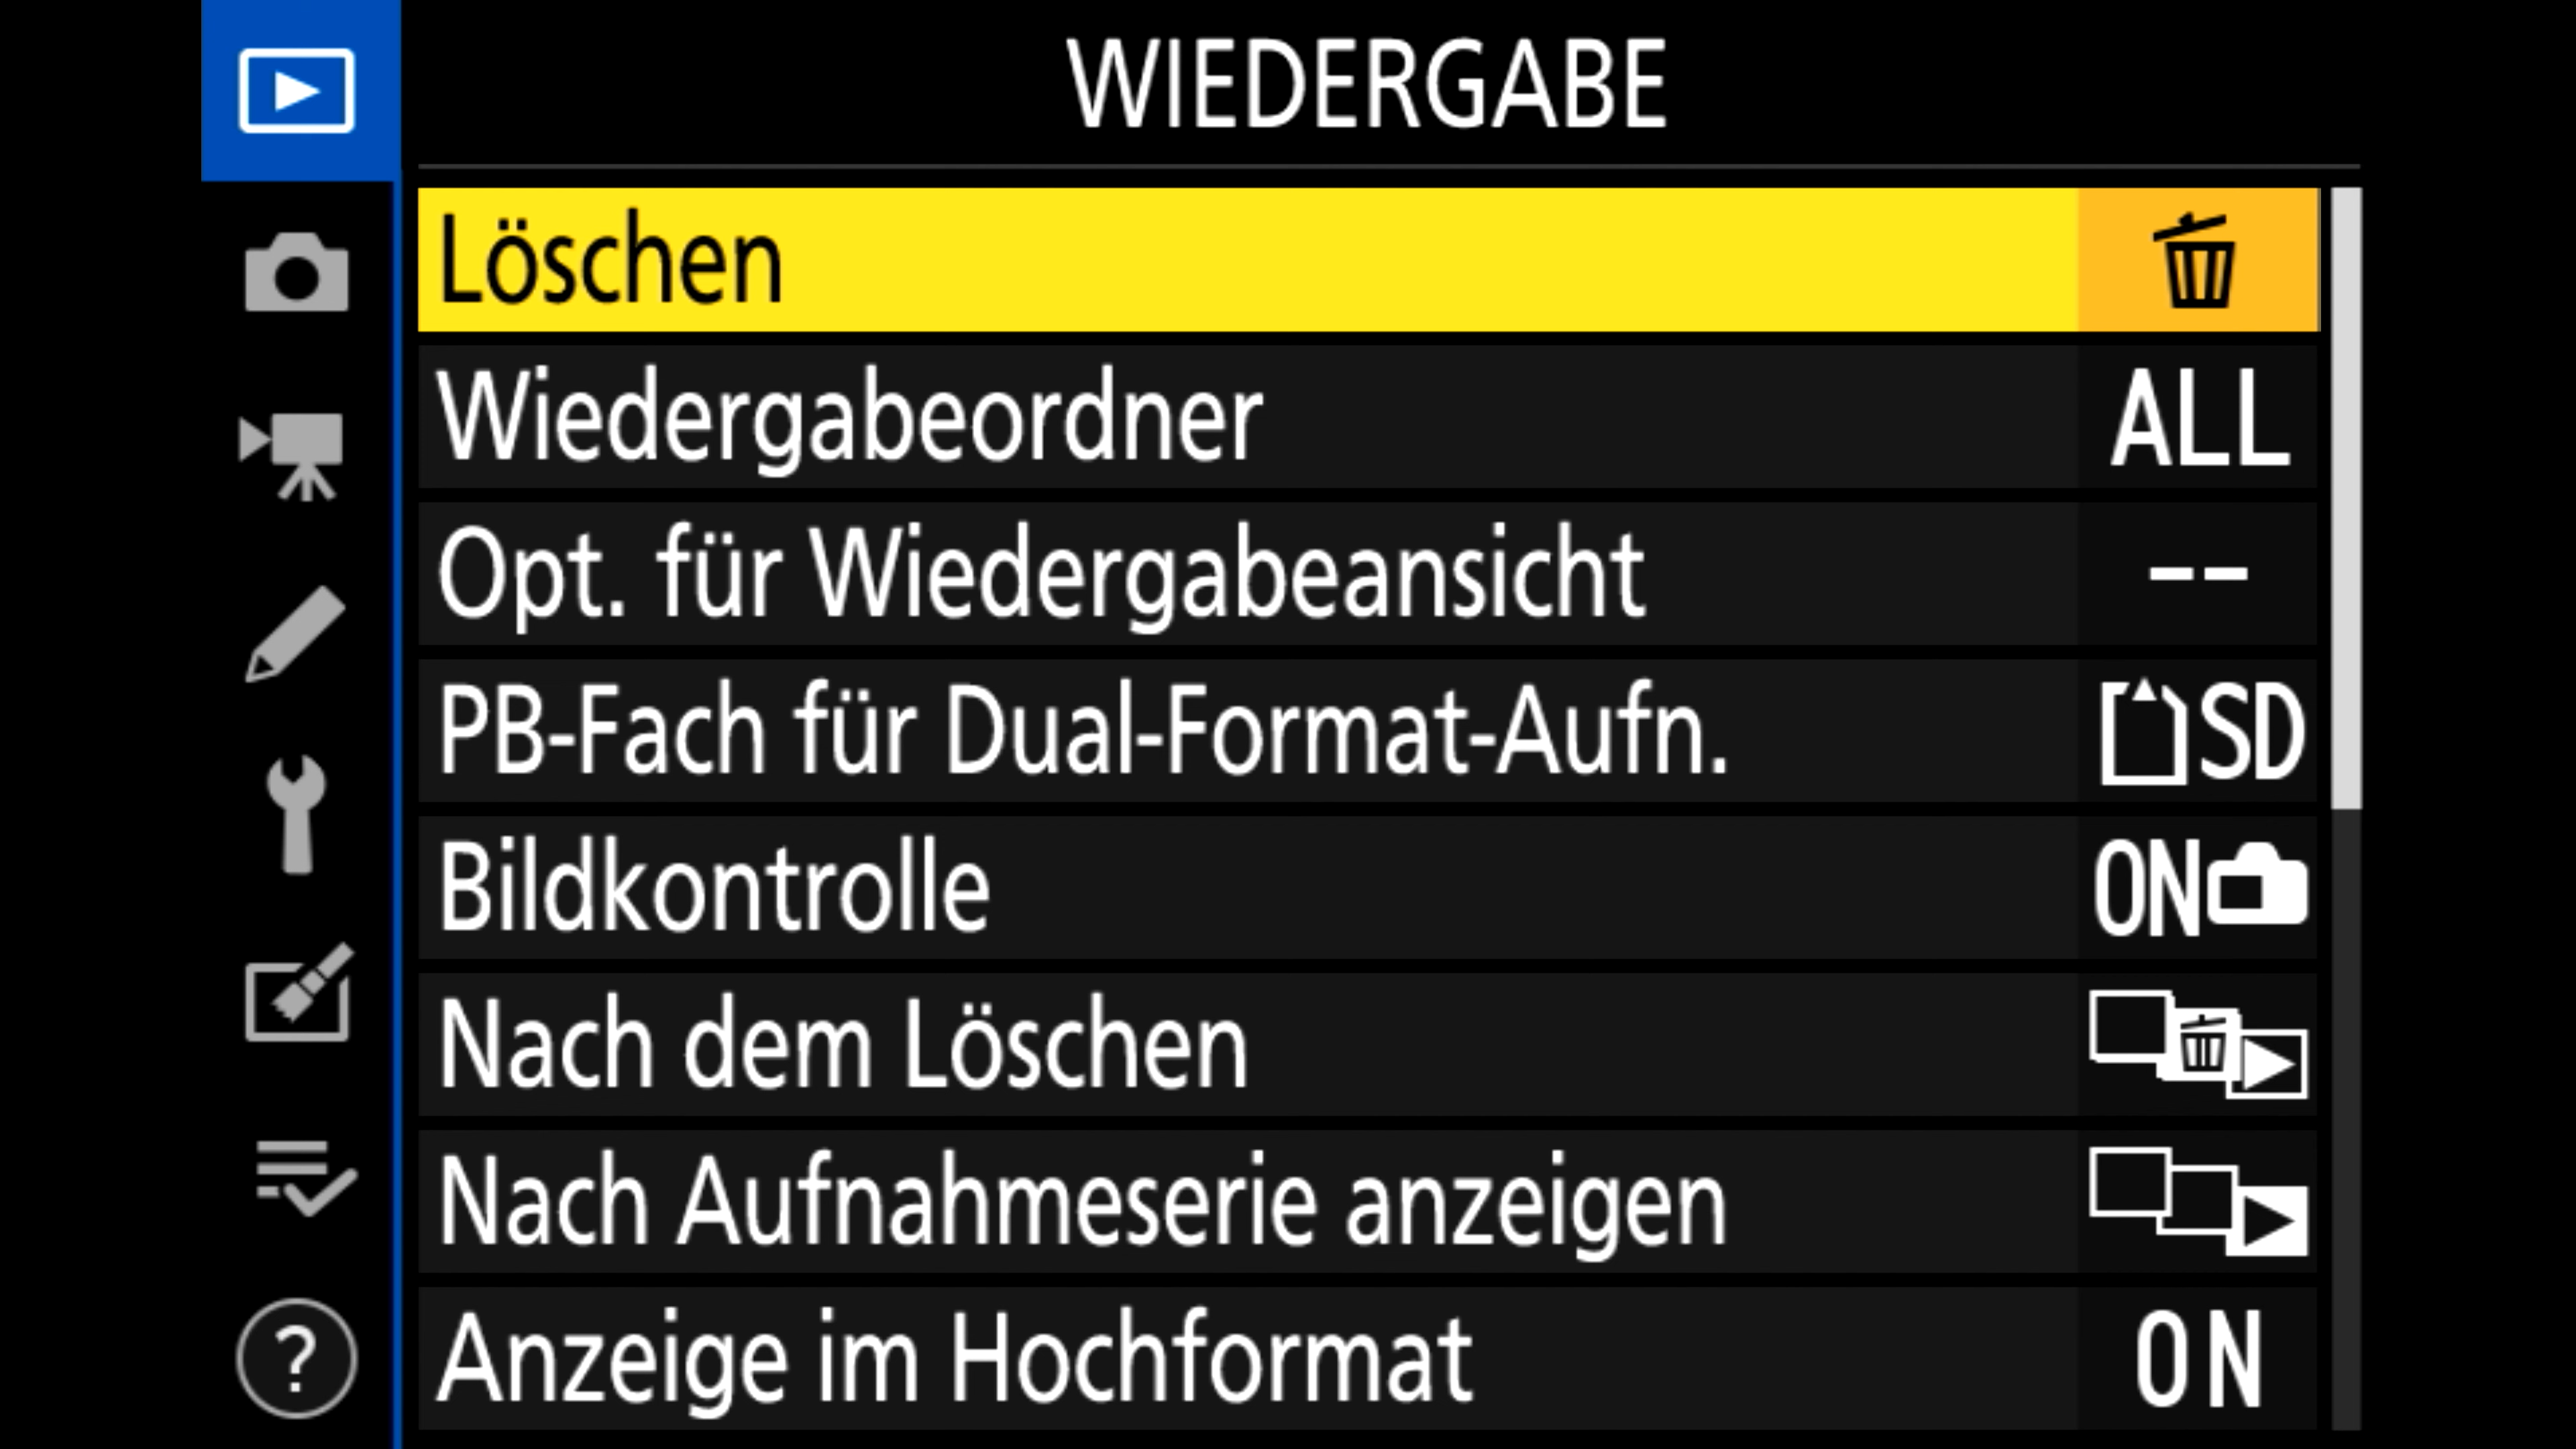 WIEDERGABE
Löschen
Wiedergabeordner ALL
Opt. für Wiedergabeansicht --
PB-Fach für Dual-Format-Aufn. SD
Bildkontrolle ON
Nach dem Löschen
Nach Aufnahmeserie anzeigen
Anzeige im Hochformat ON
?